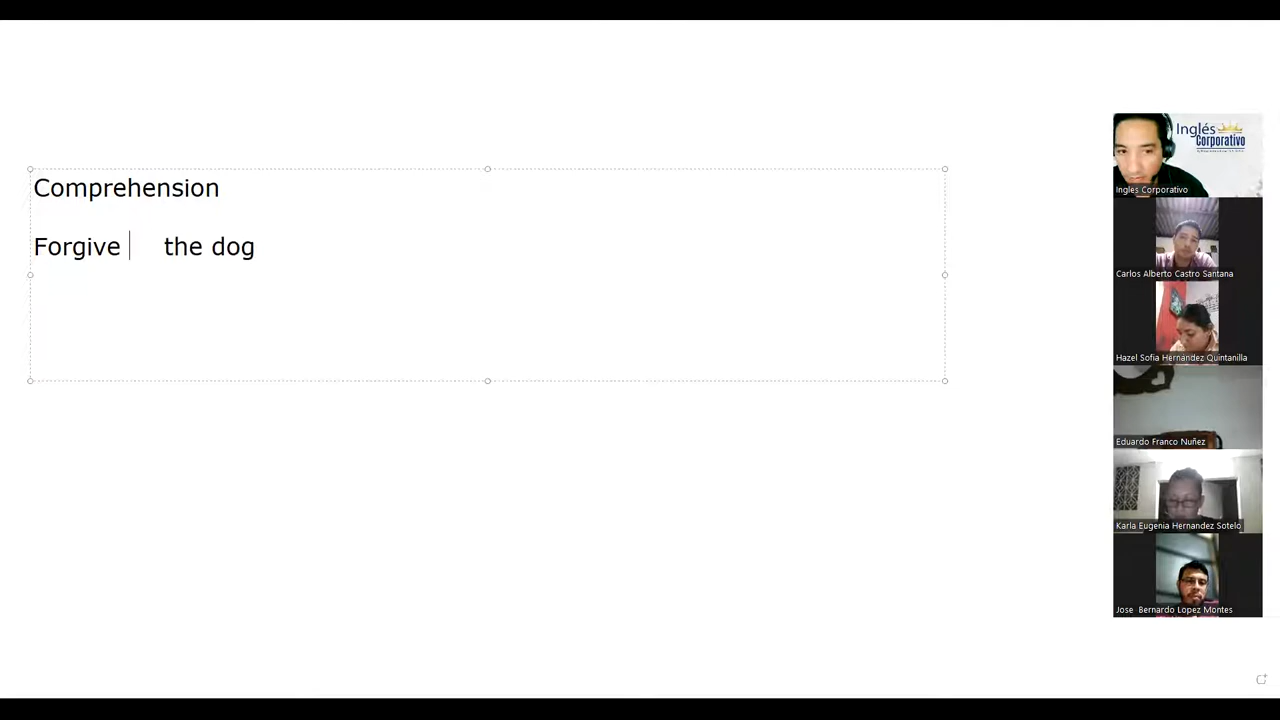 Comprehension
Forgive the dog
Inglés
Corporativo
Ingles Corporativo
Carlos Alberto Castro Santana
Hazel Sofia Hernández Quintanilla
Eduardo Franco Nuñez
Karla Eugenia Hernandez Sotelo
Jose Bernardo Lopez Montes